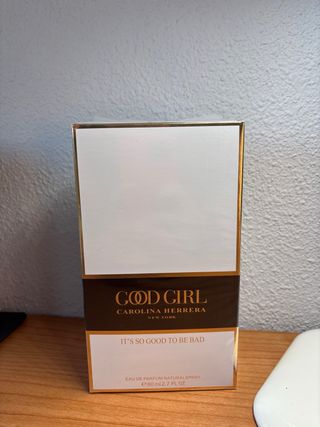 GOOD GIRL
CAROLINA HERRERA
NEW YORK
IT'S SO GOOD TO BE BAD
EAU DE PARFUM NATURAL SPRAY
℮ 80 ml 2.7 FL. OZ